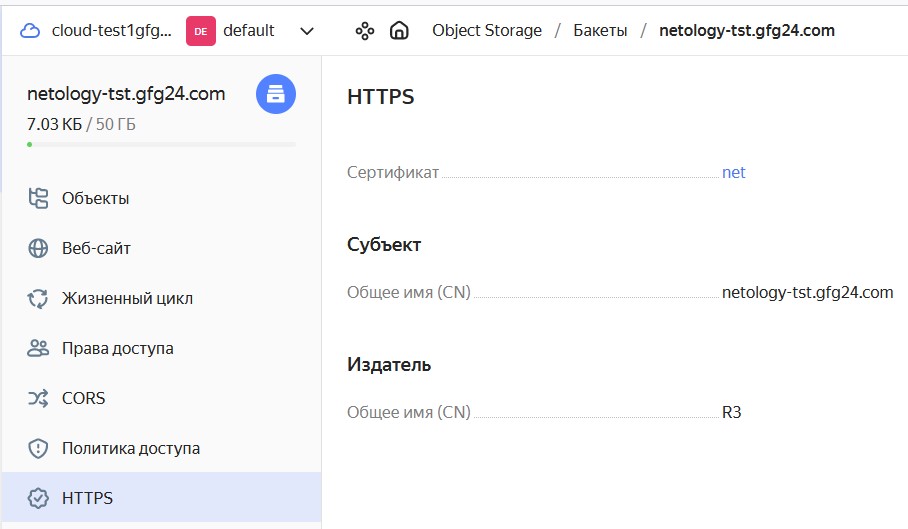 cloud-test1gfg... DE default Object Storage / Бакеты / netology-tst.gfg24.com
netology-tst.gfg24.com
7.03 КБ / 50 ГБ
Объекты
Веб-сайт
Жизненный цикл
Права доступа
CORS
Политика доступа
HTTPS
HTTPS
Сертификат net
Субъект
Общее имя (CN) netology-tst.gfg24.com
Издатель
Общее имя (CN) R3